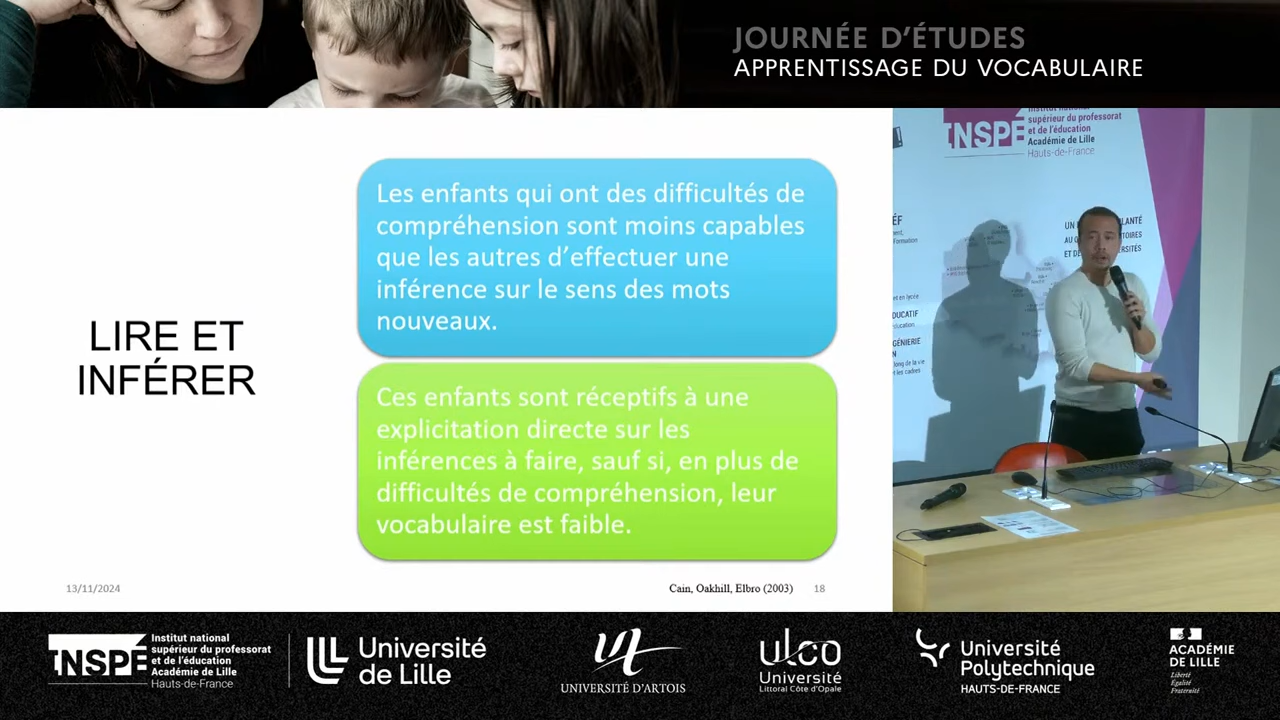 JOURNÉE D'ÉTUDES
APPRENTISSAGE DU VOCABULAIRE
LIRE ET
INFÉRER
Les enfants qui ont des difficultés de
compréhension sont moins capables
que les autres d'effectuer une
inférence sur le sens des mots
nouveaux.
Ces enfants sont réceptifs à une
explicitation directe sur les
inférences à faire, sauf si, en plus de
difficultés de compréhension, leur
vocabulaire est faible.
13/11/2024
Cain, Oakhill, Elbro (2003)
18
INSPÉ
Institut national
supérieur du professorat
et de l'éducation
Académie de Lille
Hauts-de-France
INSPÉ
Institut national
supérieur du professorat
et de l'éducation
Académie de Lille
Hauts-de-France
Université
de Lille
UNIVERSITÉ D'ARTOIS
ulco
Université
Littoral Côte d'Opale
Université
Polytechnique
HAUTS-DE-FRANCE
ACADÉMIE
DE LILLE
Liberté
Égalité
Fraternité